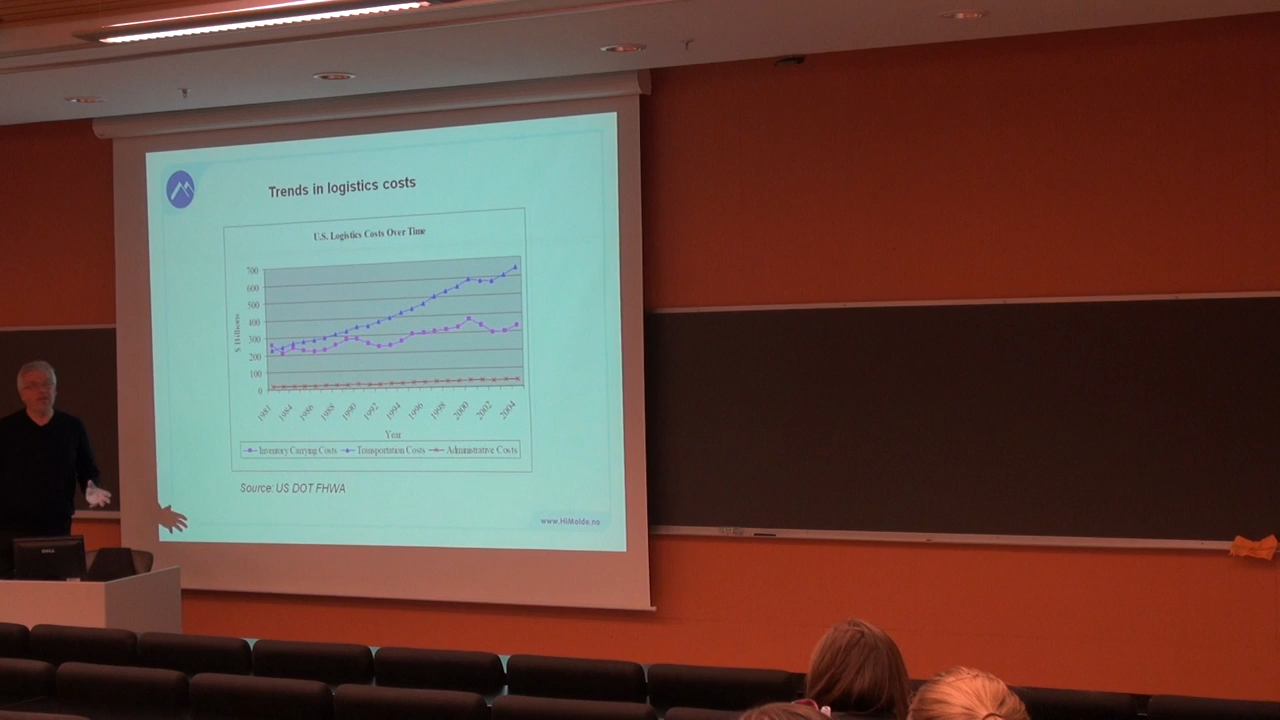 Trends in logistics costs
U.S. Logistics Costs Over Time
700
600
500
400
300
200
100
0
$ Billions
1984
1986
1988
1990
1992
1994
1996
1998
2000
2002
2004
Year
Inventory Carrying Costs Transportation Costs Administrative Costs
Source: US DOT FHWA
www.HiMolde.no
DELL